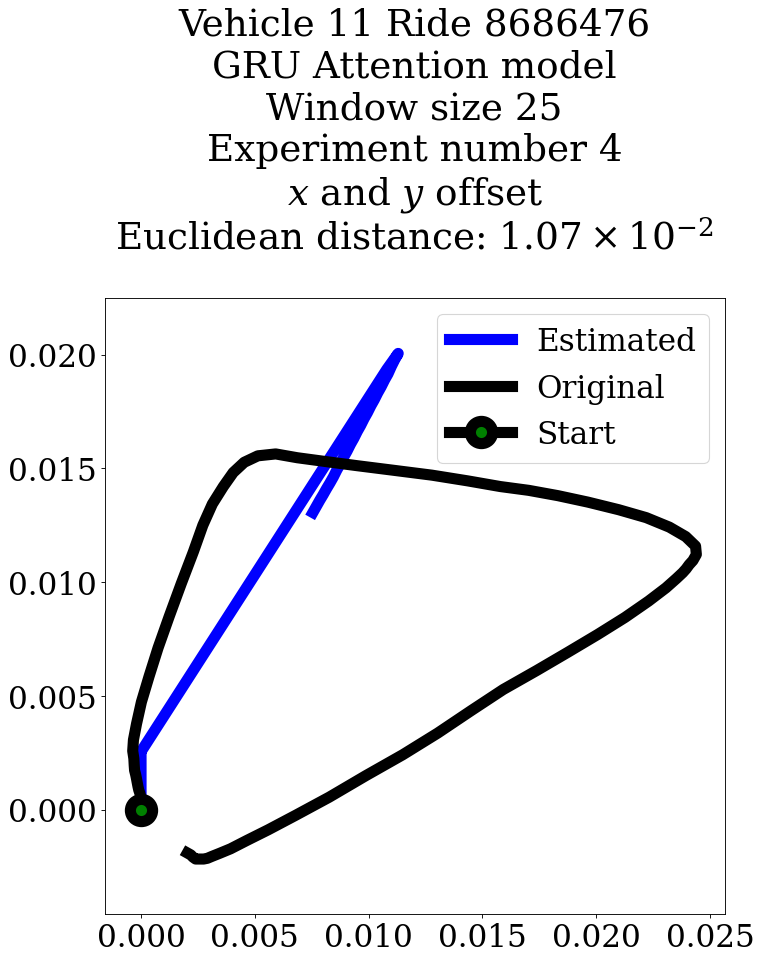 Vehicle 11 Ride 8686476
GRU Attention model
Window size 25
Experiment number 4
x and y offset
Euclidean distance: 1.07 × 10⁻²
Estimated
Original
Start
0.020
0.015
0.010
0.005
0.000
0.000 0.005 0.010 0.015 0.020 0.025